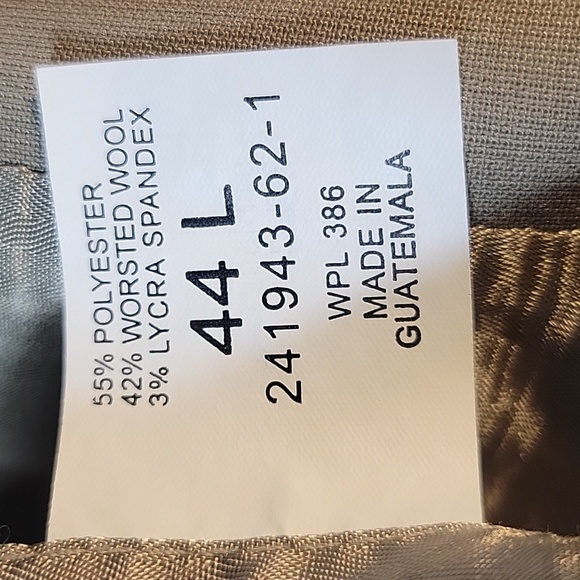 55% POLYESTER
42% WORSTED WOOL
3% LYCRA SPANDEX
44 L
241943-62-1
WPL 386
MADE IN
GUATEMALA